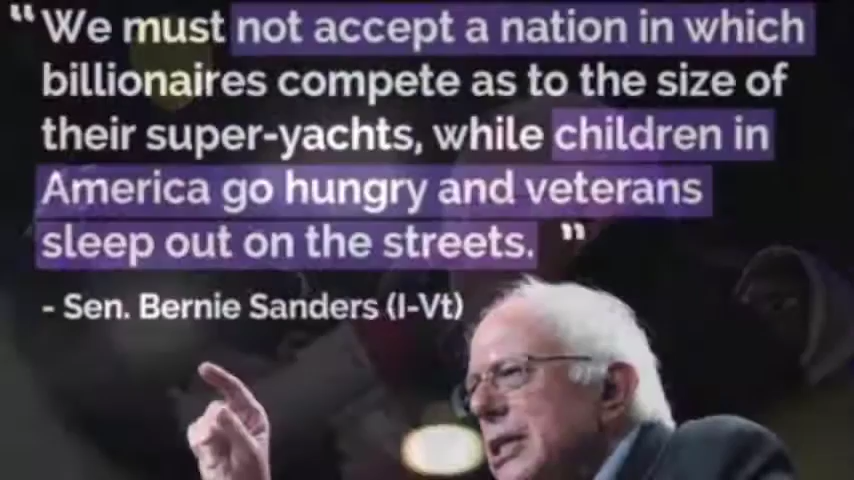 “We must not accept a nation in which
billionaires compete as to the size of
their super-yachts, while children in
America go hungry and veterans
sleep out on the streets. ”
- Sen. Bernie Sanders (I-Vt)